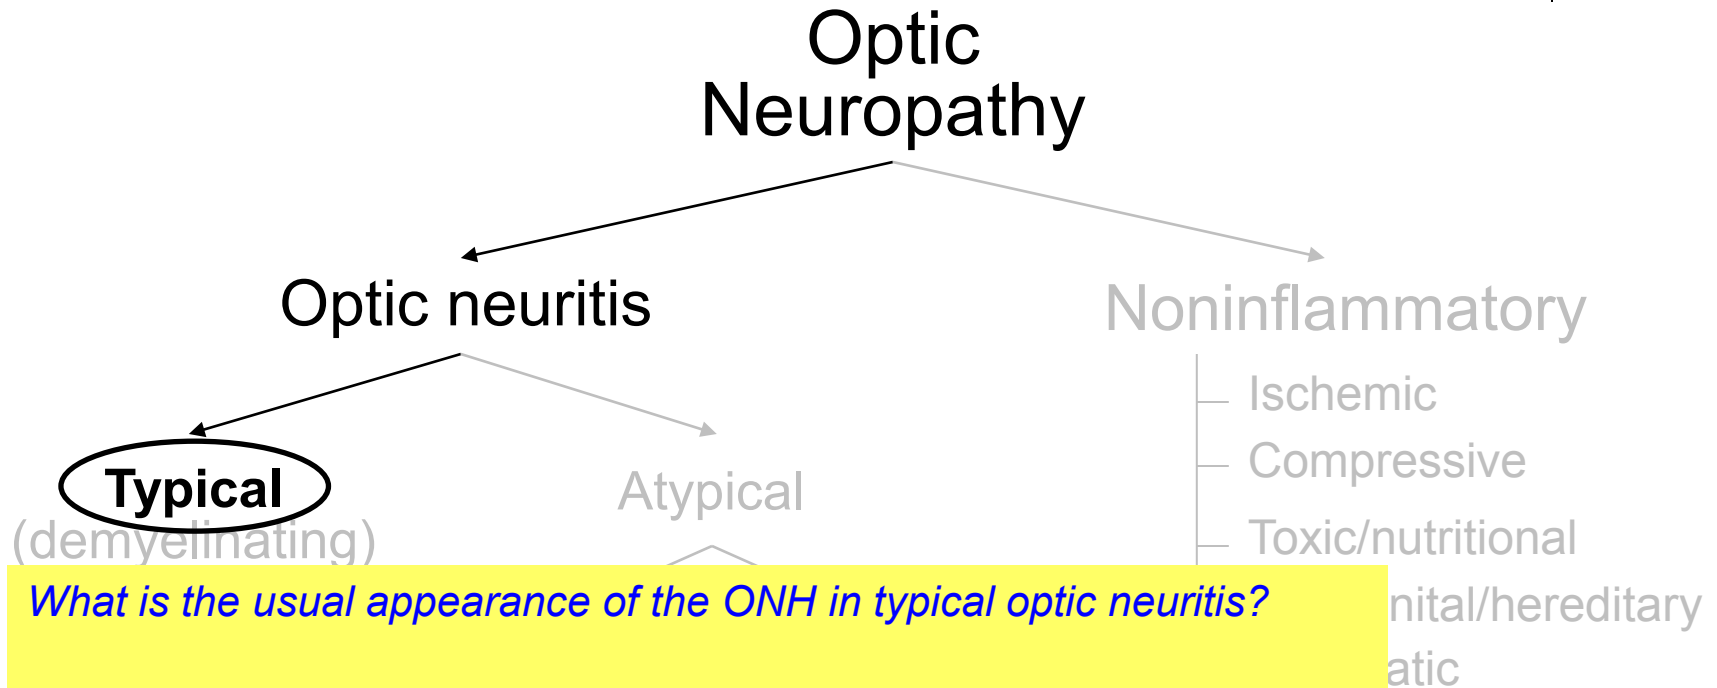 Optic
Neuropathy
Optic neuritis
Noninflammatory
Ischemic
Compressive
Typical
Atypical
(demyelinating)
Toxic/nutritional
What is the usual appearance of the ONH in typical optic neuritis?
nital/hereditary
atic